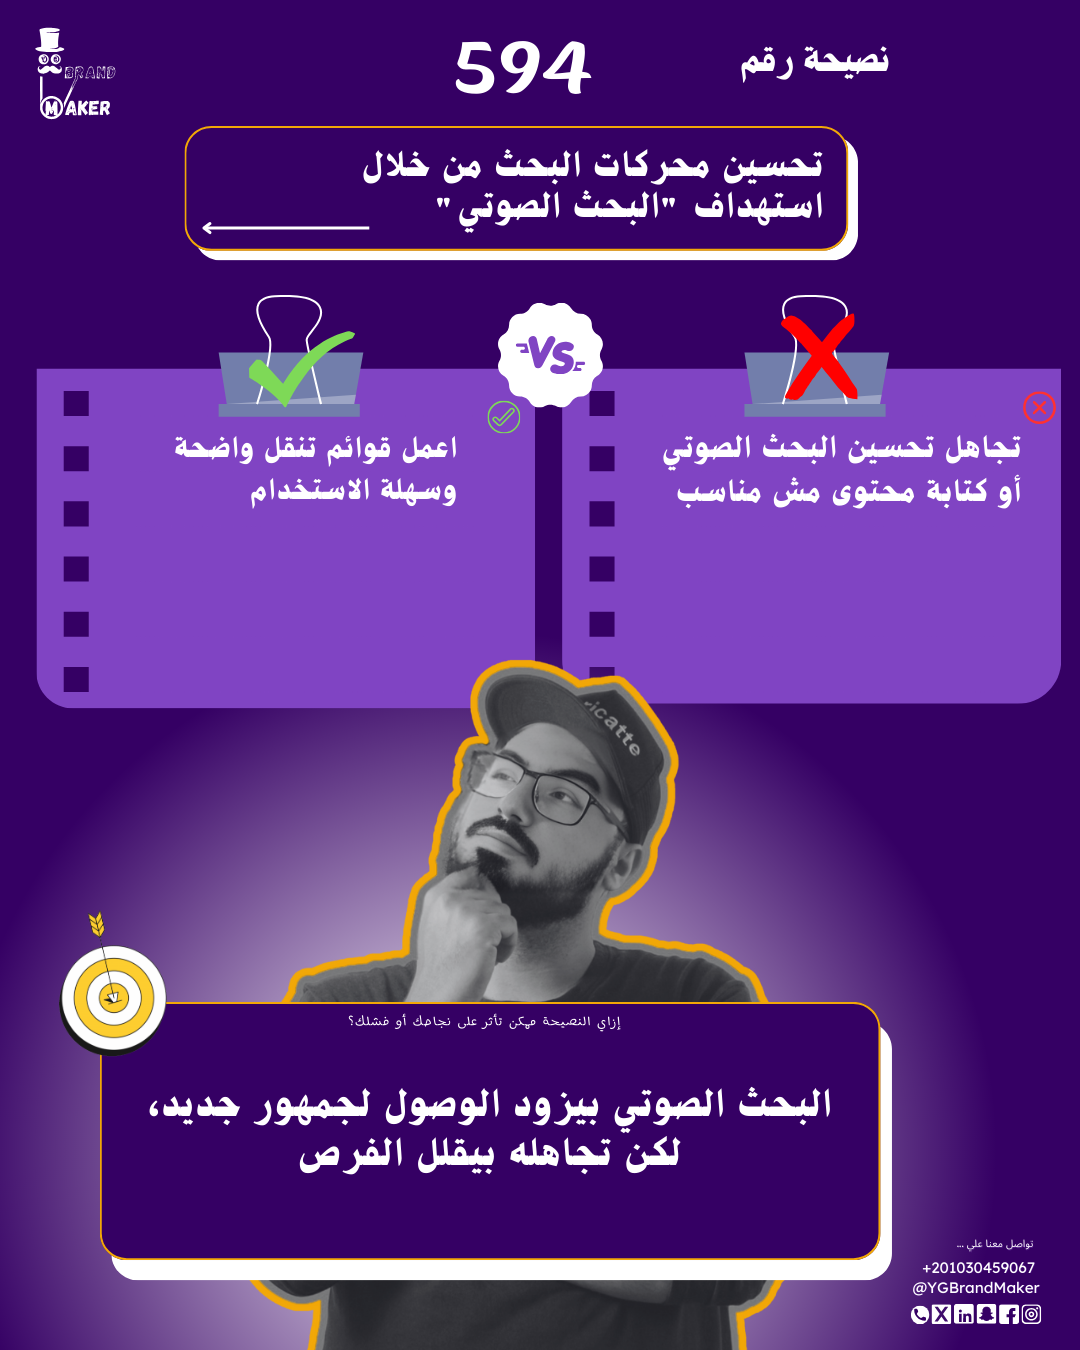 BRAND
MAKER
نصيحة رقم
594
تحسين محركات البحث من خلال
استهداف "البحث الصوتي"
VS
تجاهل تحسين البحث الصوتي
أو كتابة محتوى مش مناسب
اعمل قوائم تنقل واضحة
وسهلة الاستخدام
icatte
إزاي النصيحة ممكن تأثر على نجاحك أو فشلك؟
البحث الصوتي بيزود الوصول لجمهور جديد،
لكن تجاهله بيقلل الفرص
تواصل معنا علي ...
+201030459067
@YGBrandMaker